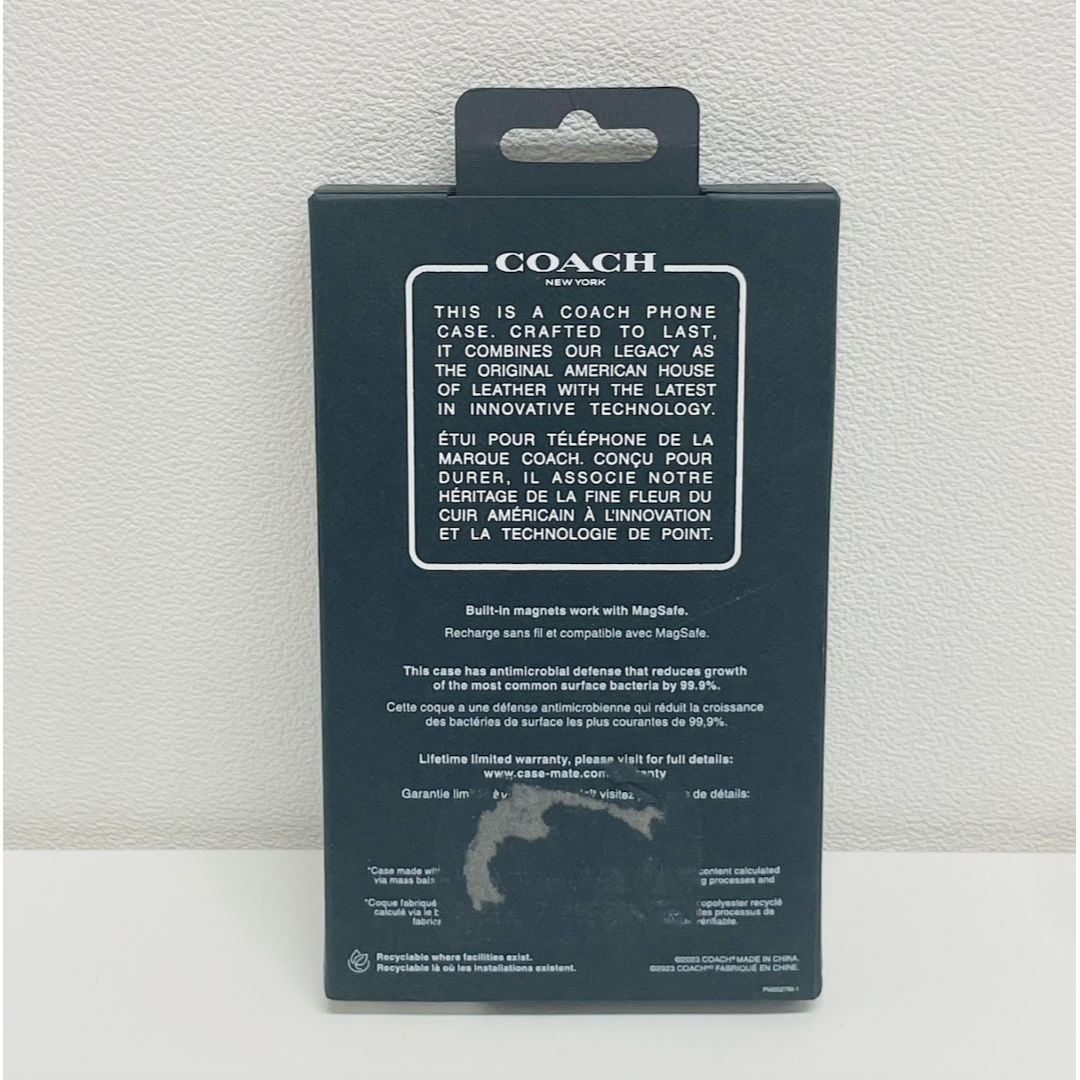 COACH
NEW YORK
THIS IS A COACH PHONE
CASE. CRAFTED TO LAST,
IT COMBINES OUR LEGACY AS
THE ORIGINAL AMERICAN HOUSE
OF LEATHER WITH THE LATEST
IN INNOVATIVE TECHNOLOGY.
ÉTUI POUR TÉLÉPHONE DE LA
MARQUE COACH. CONÇU POUR
DURER, IL ASSOCIE NOTRE
HÉRITAGE DE LA FINE FLEUR DU
CUIR AMÉRICAIN À L'INNOVATION
ET LA TECHNOLOGIE DE POINT.
Built-in magnets work with MagSafe.
Recharge sans fil et compatible avec MagSafe.
This case has antimicrobial defense that reduces growth
of the most common surface bacteria by 99.9%.
Cette coque a une défense antimicrobienne qui réduit la croissance
des bactéries de surface les plus courantes de 99,9%.
Lifetime limited warranty, please visit for full details:
www.case-mate.com
Garantie visitez de détails:
*Case made content calculated
via mass processes and
*Coque fabriqué recyclé
calculé via le des processus de
Recyclable where facilities exist.
Recyclable là où les installations existent.
©2023 COACH® MADE IN CHINA.
©2023 COACH FABRIQUÉ EN CHINE.